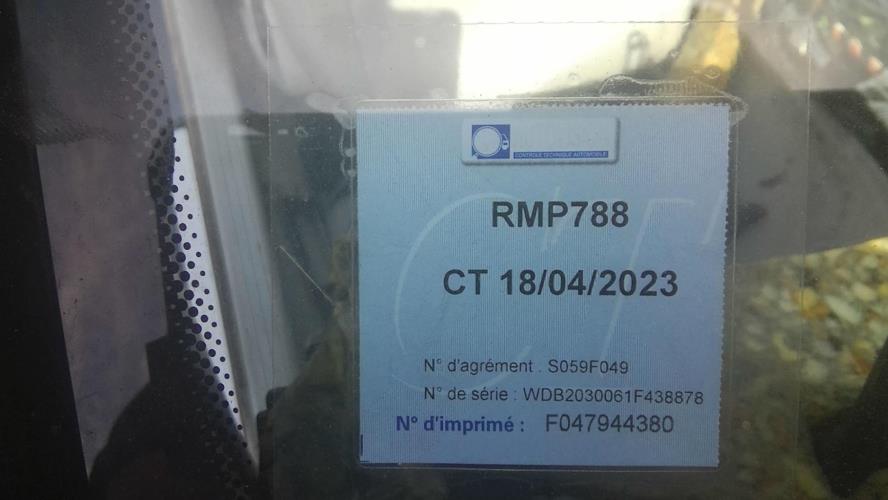 CONTROLE TECHNIQUE AUTOMOBILE
RMP788
CT 18/04/2023
N° d'agrément : S059F049
N° de série : WDB2030061F438878
N° d'imprimé : F047944380